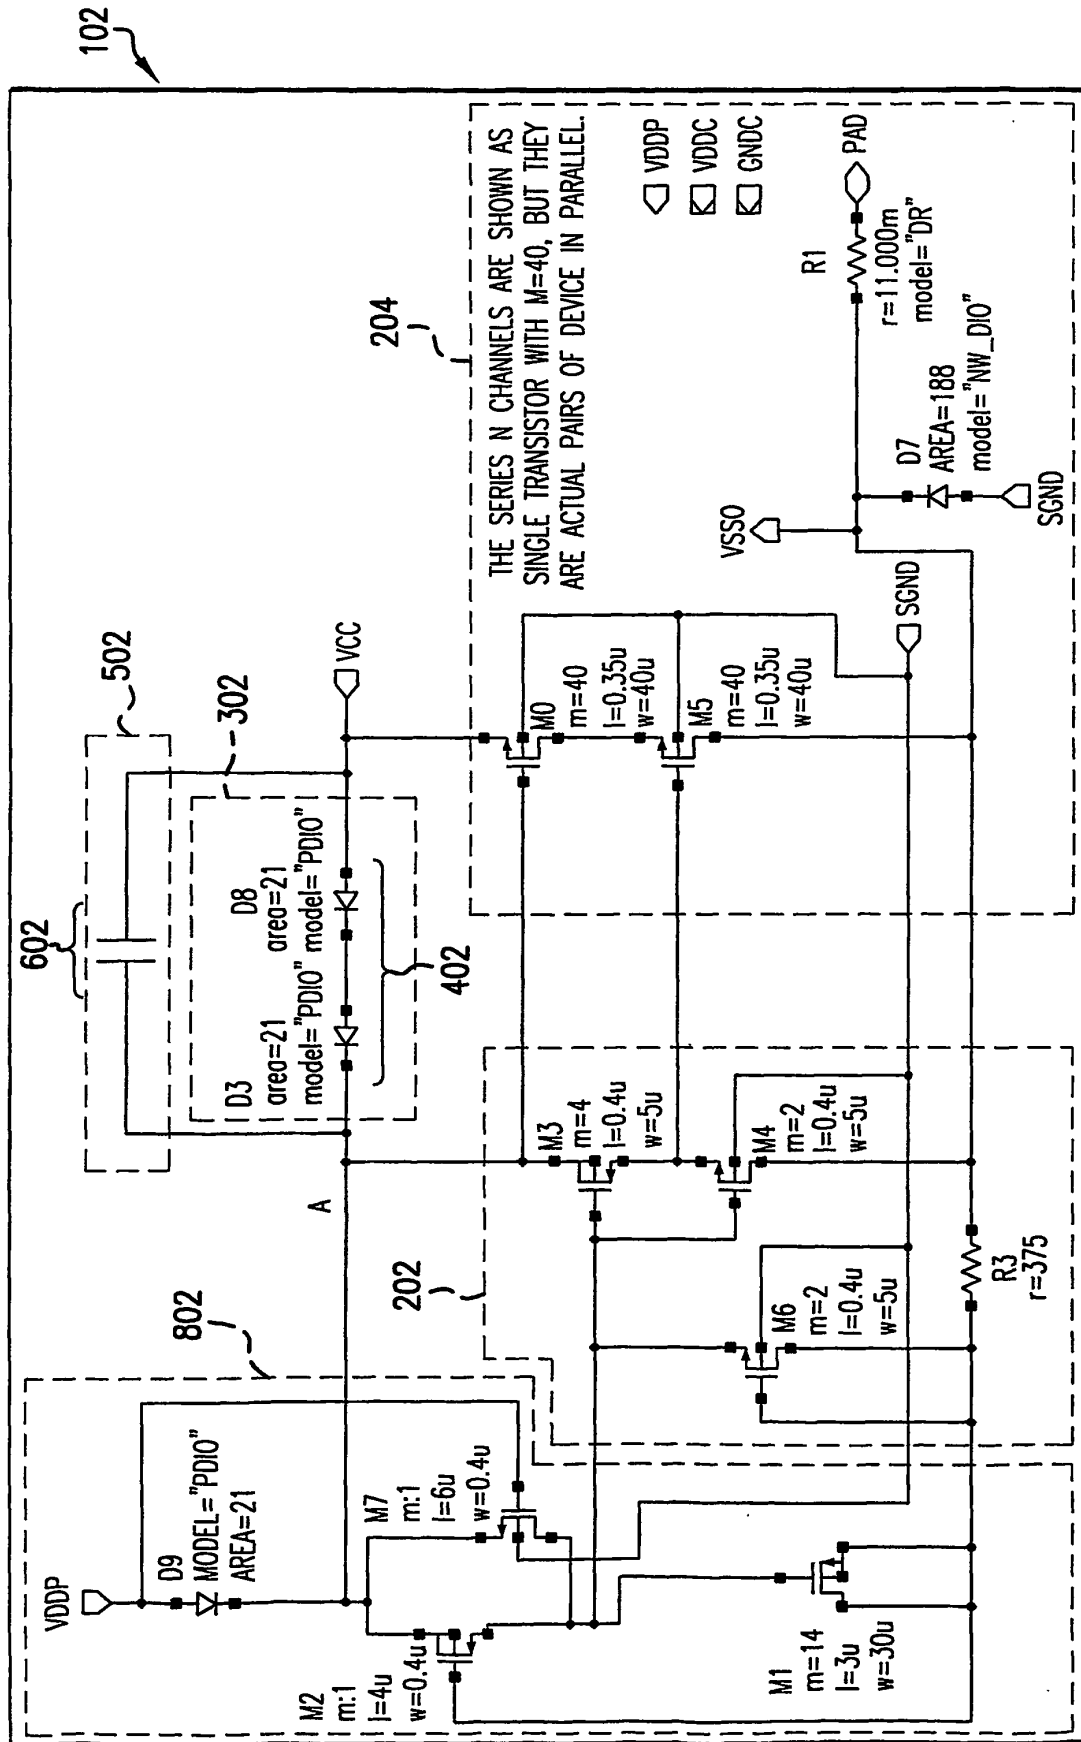 102
THE SERIES N CHANNELS ARE SHOWN AS
SINGLE TRANSISTOR WITH M=40, BUT THEY
ARE ACTUAL PAIRS OF DEVICE IN PARALLEL.
VDDP
VDDC
GNDC
204
R1
r=11.000m
model="DR"
PAD
D7
AREA=188
model="NW_DIO"
SGND
VSSO
SGND
502
302
VCC
602
D8
area=21
model="PDIO"
D3
area=21
model="PDIO"
402
M0
m=40
l=0.35u
w=40u
M5
m=40
l=0.35u
w=40u
A
M3
m=4
l=0.4u
w=5u
M4
m=2
l=0.4u
w=5u
202
M6
m=2
l=0.4u
w=5u
R3
r=375
802
VDDP
D9
MODEL="PDIO"
AREA=21
M7
m:1
l=6u
w=0.4u
M2
m:1
l=4u
w=0.4u
M1
m=14
l=3u
w=30u